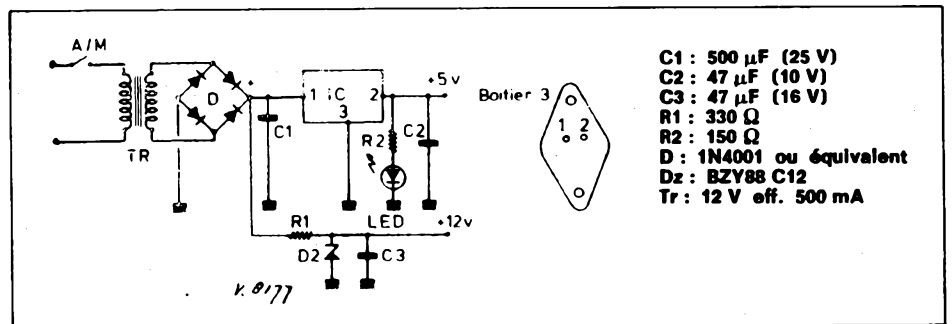 A/M
TR
D
+
C1
1 iC 2
3
R2
C2
+5v
LED
R1
D2
C3
+12v
Boitier 3
1 2
C1 : 500 µF (25 V)
C2 : 47 µF (10 V)
C3 : 47 µF (16 V)
R1 : 330 Ω
R2 : 150 Ω
D : 1N4001 ou équivalent
Dz : BZY88 C12
Tr : 12 V eff. 500 mA